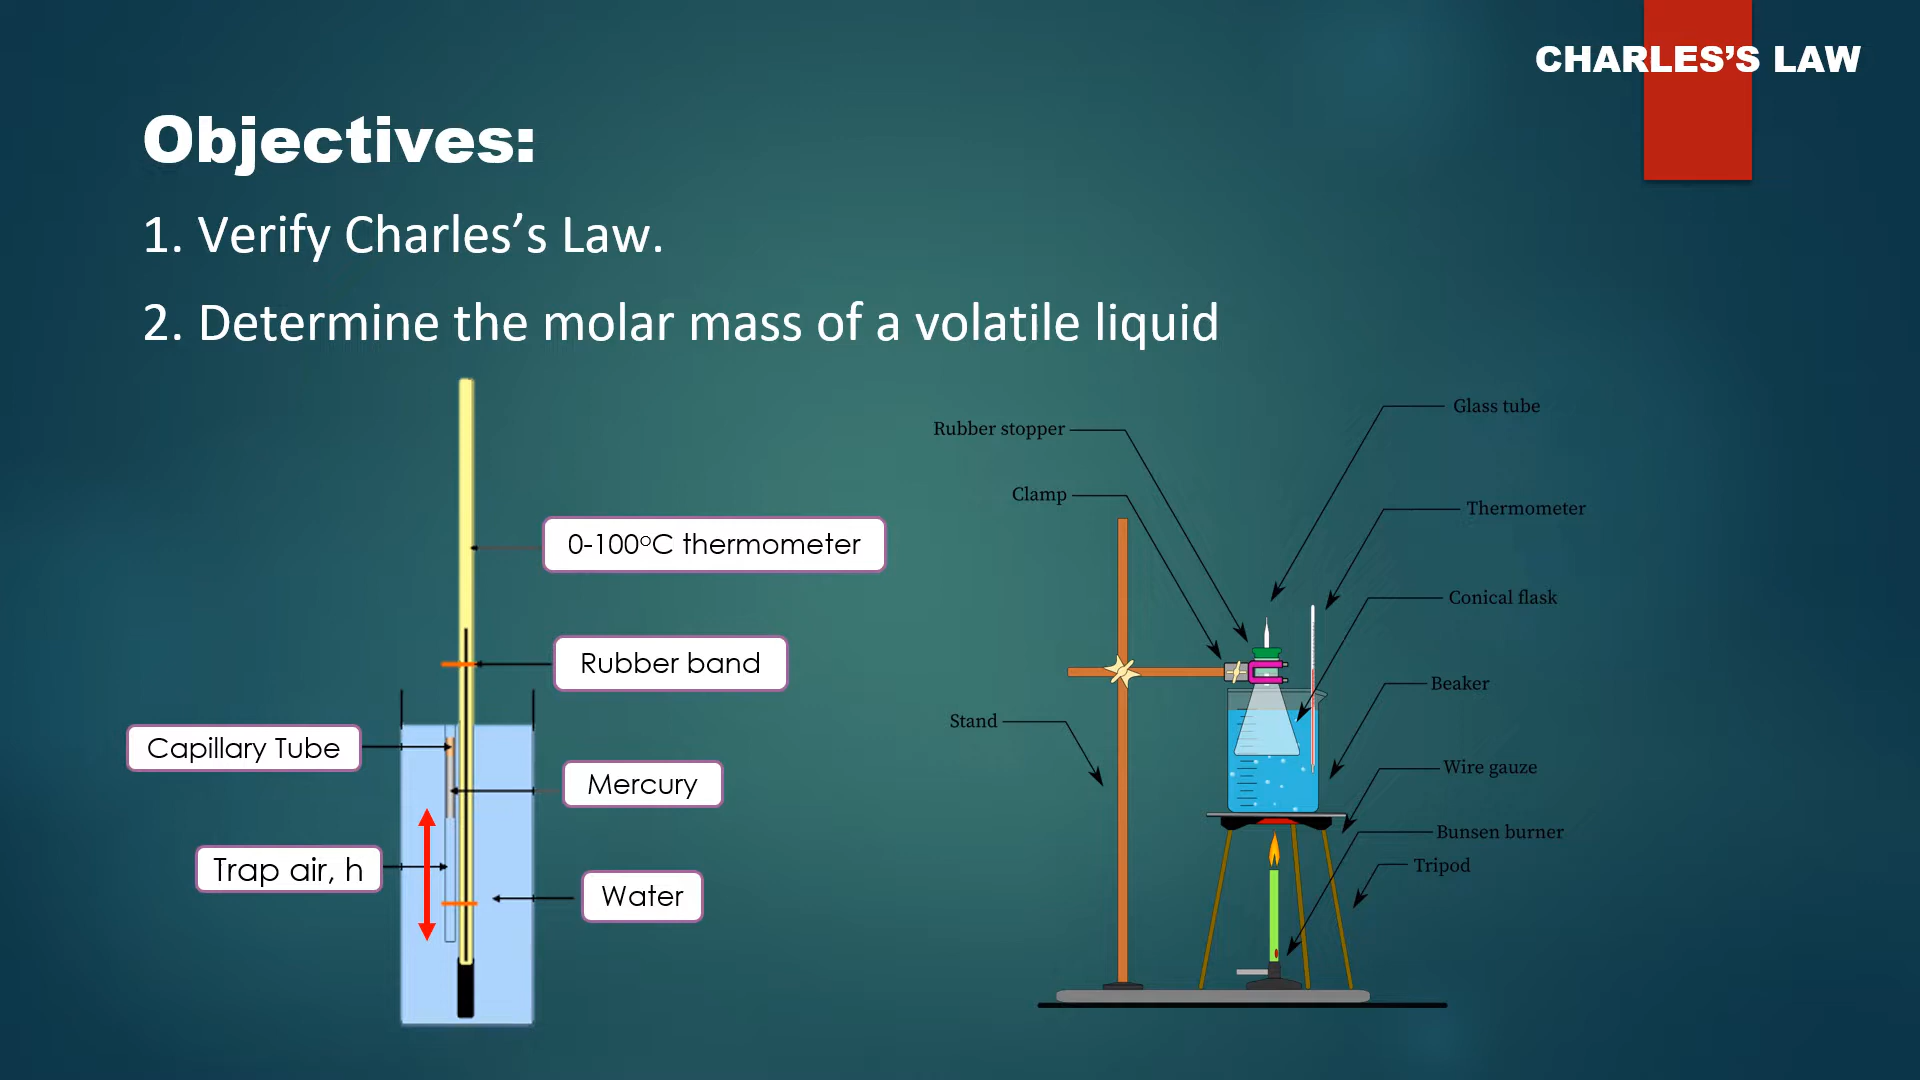 CHARLES’S LAW
Objectives:
1. Verify Charles’s Law.
2. Determine the molar mass of a volatile liquid
0-100°C thermometer
Rubber band
Capillary Tube
Mercury
Trap air, h
Water
Glass tube
Rubber stopper
Clamp
Thermometer
Conical flask
Beaker
Stand
Wire gauze
Bunsen burner
Tripod